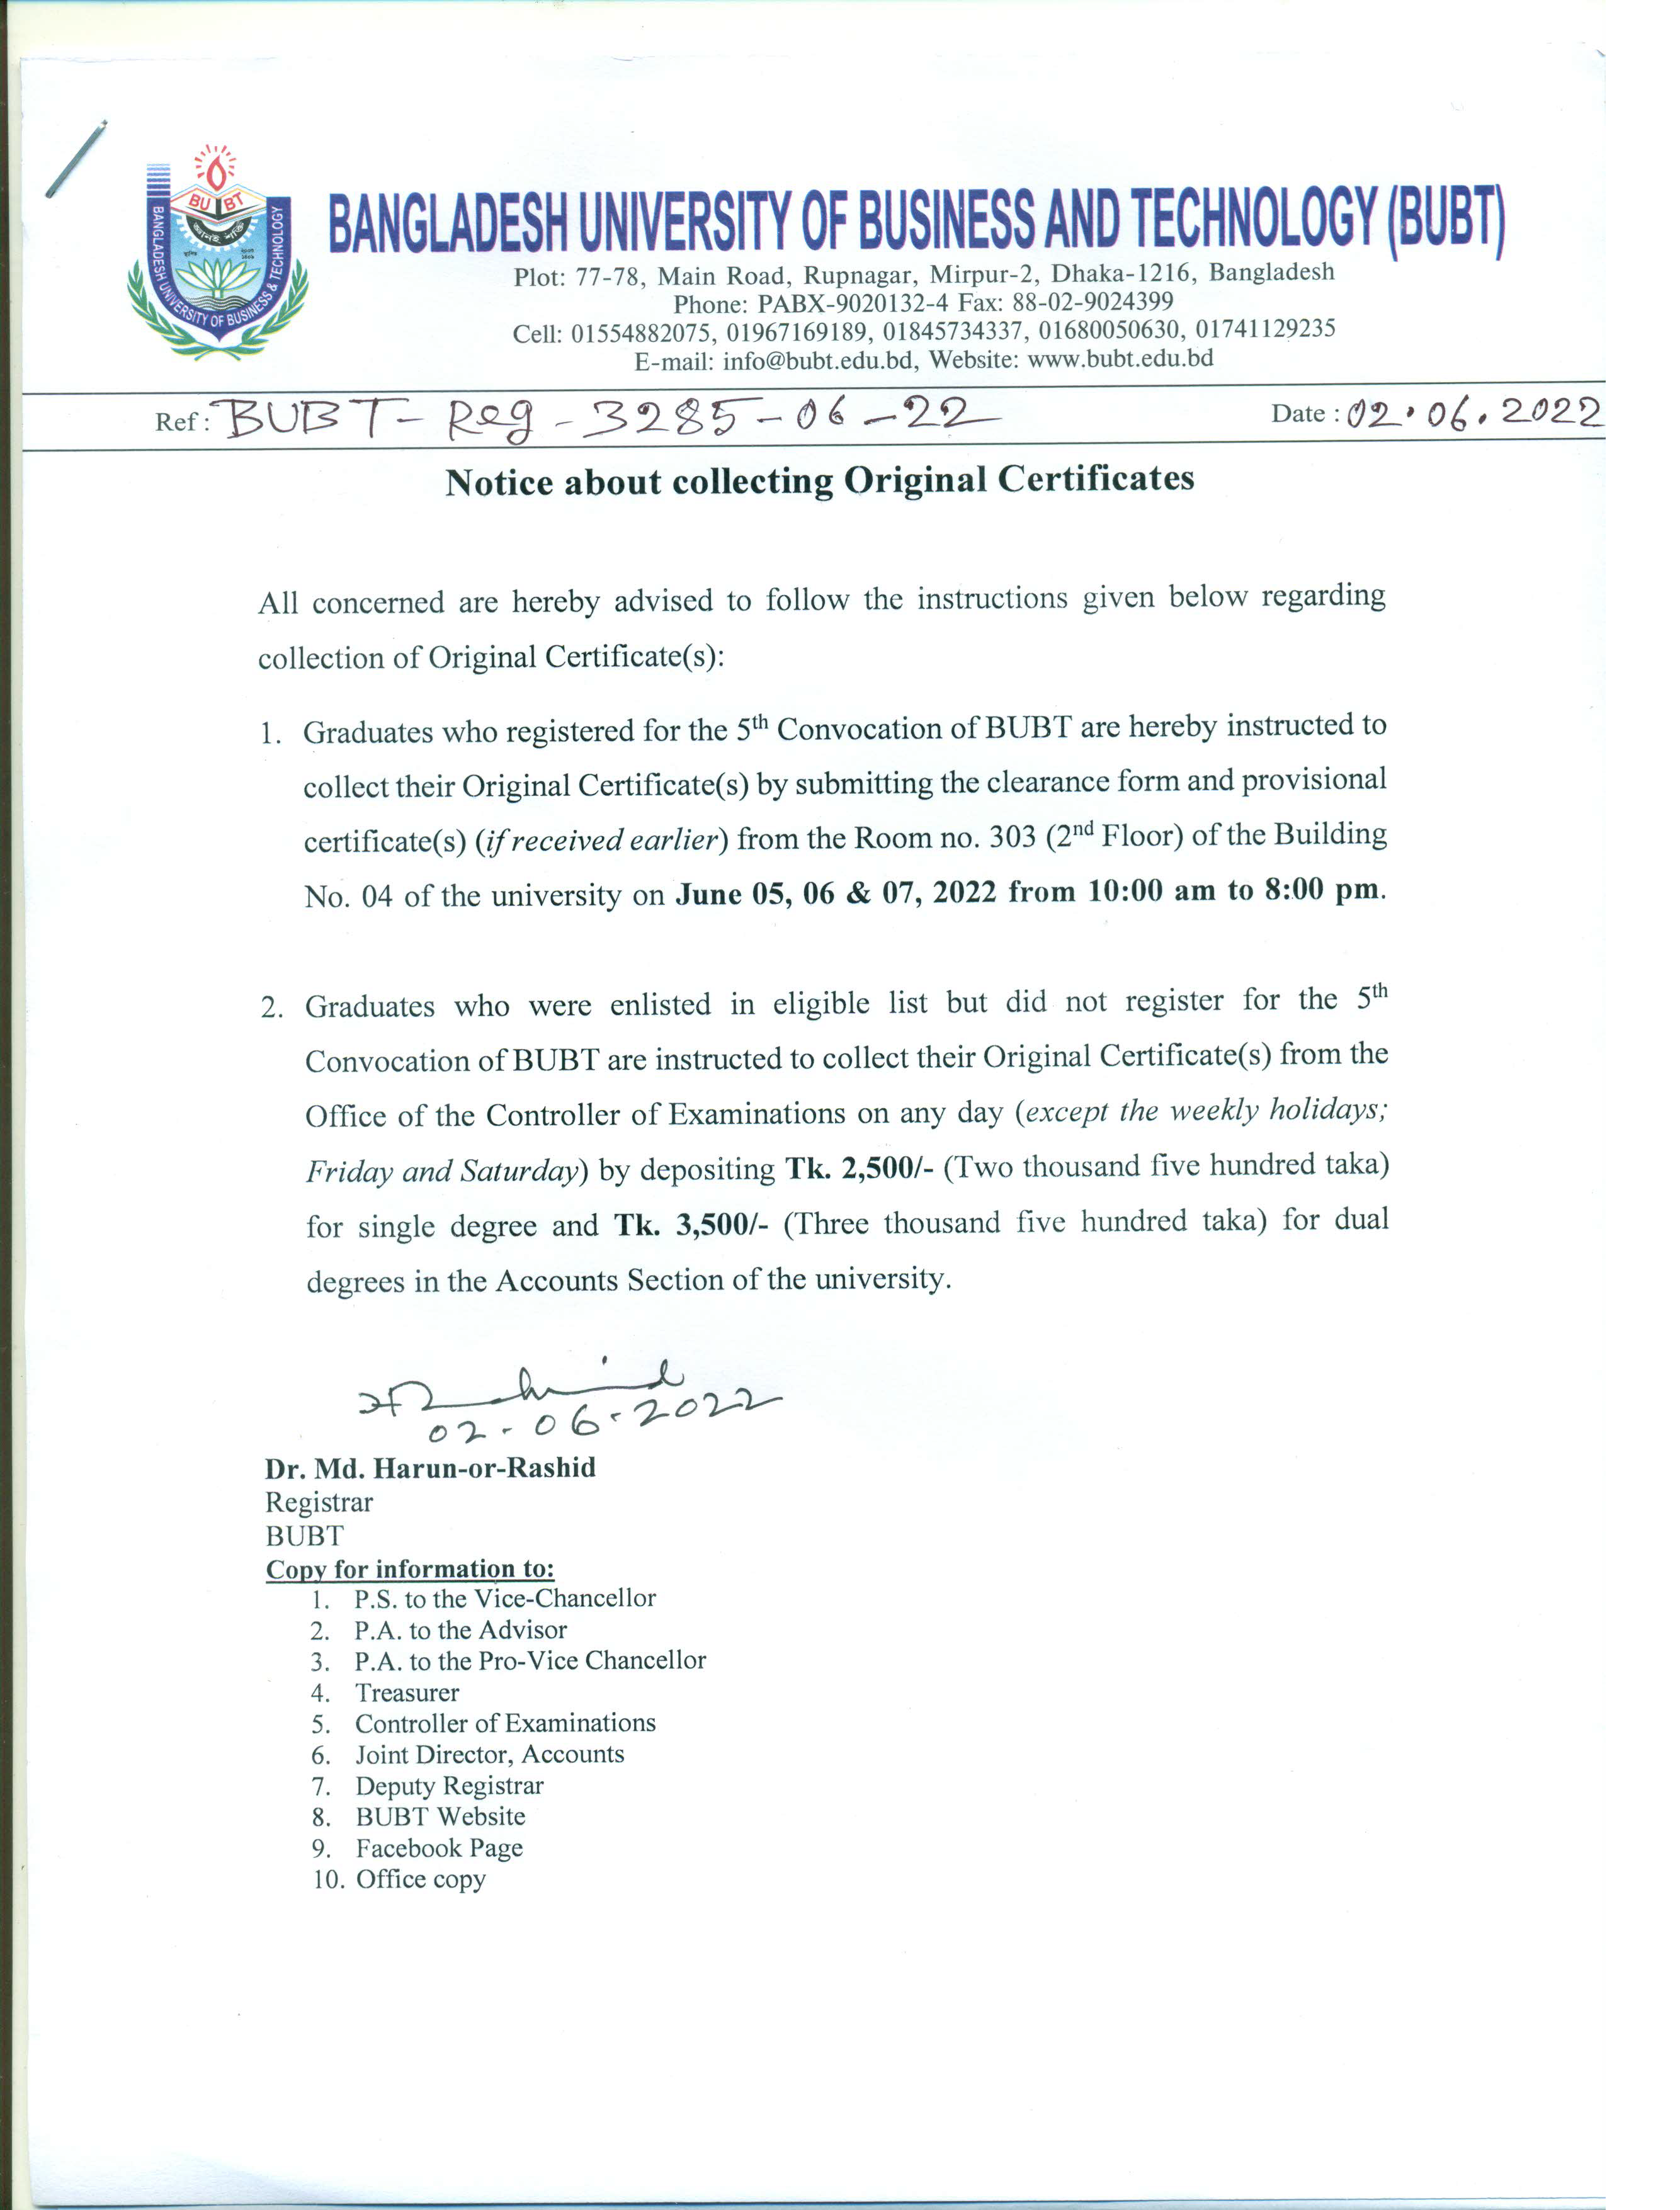 BU BT
জ্ঞানই শক্তি
BANGLADESH UNIVERSITY OF BUSINESS & TECHNOLOGY
BANGLADESH UNIVERSITY OF BUSINESS AND TECHNOLOGY (BUBT)
Plot: 77-78, Main Road, Rupnagar, Mirpur-2, Dhaka-1216, Bangladesh
Phone: PABX-9020132-4 Fax: 88-02-9024399
Cell: 01554882075, 01967169189, 01845734337, 01680050630, 01741129235
E-mail: info@bubt.edu.bd, Website: www.bubt.edu.bd
Ref : BUBT - Reg - 3285 - 06 - 22 Date : 02.06.2022
Notice about collecting Original Certificates
All concerned are hereby advised to follow the instructions given below regarding
collection of Original Certificate(s):
1. Graduates who registered for the 5th Convocation of BUBT are hereby instructed to
collect their Original Certificate(s) by submitting the clearance form and provisional
certificate(s) (if received earlier) from the Room no. 303 (2nd Floor) of the Building
No. 04 of the university on June 05, 06 & 07, 2022 from 10:00 am to 8:00 pm.
2. Graduates who were enlisted in eligible list but did not register for the 5th
Convocation of BUBT are instructed to collect their Original Certificate(s) from the
Office of the Controller of Examinations on any day (except the weekly holidays;
Friday and Saturday) by depositing Tk. 2,500/- (Two thousand five hundred taka)
for single degree and Tk. 3,500/- (Three thousand five hundred taka) for dual
degrees in the Accounts Section of the university.
02-06-2022
Dr. Md. Harun-or-Rashid
Registrar
BUBT
Copy for information to:
1. P.S. to the Vice-Chancellor
2. P.A. to the Advisor
3. P.A. to the Pro-Vice Chancellor
4. Treasurer
5. Controller of Examinations
6. Joint Director, Accounts
7. Deputy Registrar
8. BUBT Website
9. Facebook Page
10. Office copy